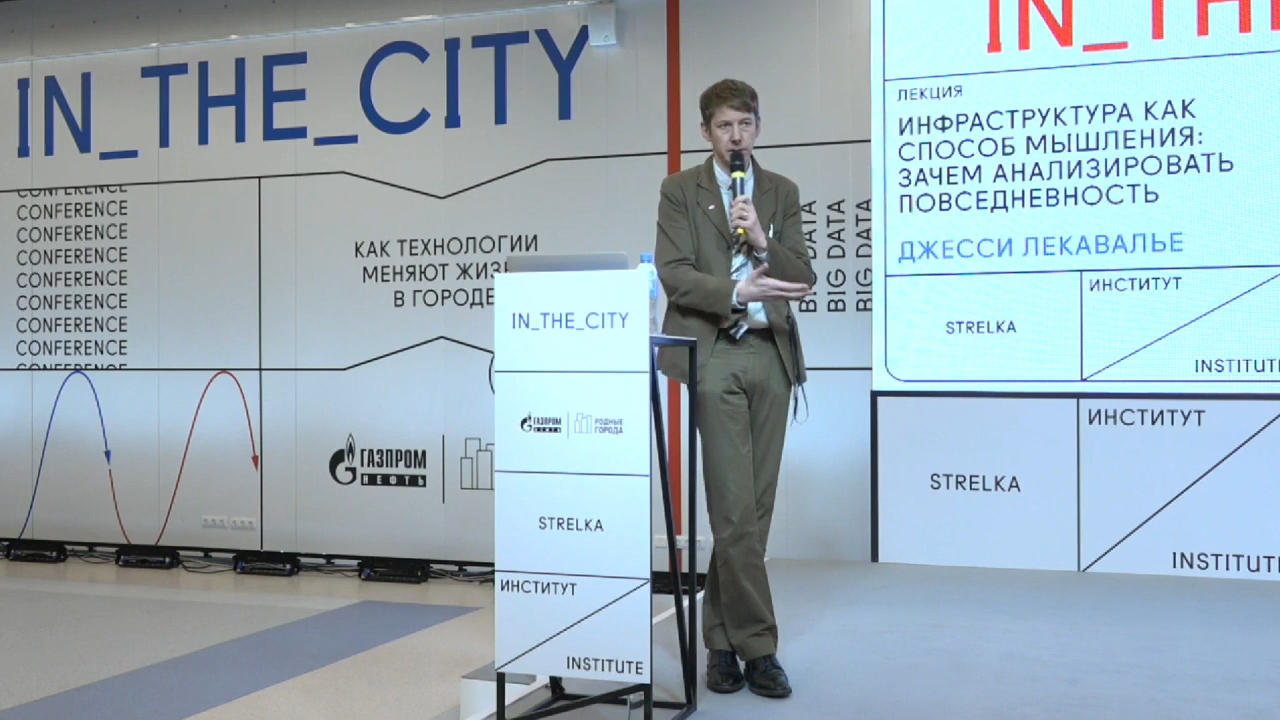 IN_THE_CITY
CONFERENCE
CONFERENCE
CONFERENCE
CONFERENCE
CONFERENCE
CONFERENCE
CONFERENCE
CONFERENCE
CONFERENCE
КАК ТЕХНОЛОГИИ
МЕНЯЮТ
В ГОРОДЕ
ГАЗПРОМ
НЕФТЬ
BIG DATA
BIG DATA
BIG DATA
IN_THE_CITY
ГАЗПРОМ
НЕФТЬ
РОДНЫЕ
ГОРОДА
STRELKA
ИНСТИТУТ
INSTITUTE
ЛЕКЦИЯ
ИНФРАСТРУКТУРА КАК
СПОСОБ МЫШЛЕНИЯ:
ЗАЧЕМ АНАЛИЗИРОВАТЬ
ПОВСЕДНЕВНОСТЬ
ДЖЕССИ ЛЕКАВАЛЬЕ
ИНСТИТУТ
STRELKA
INSTITUTE
ИНСТИТУТ
STRELKA
INSTITUTE